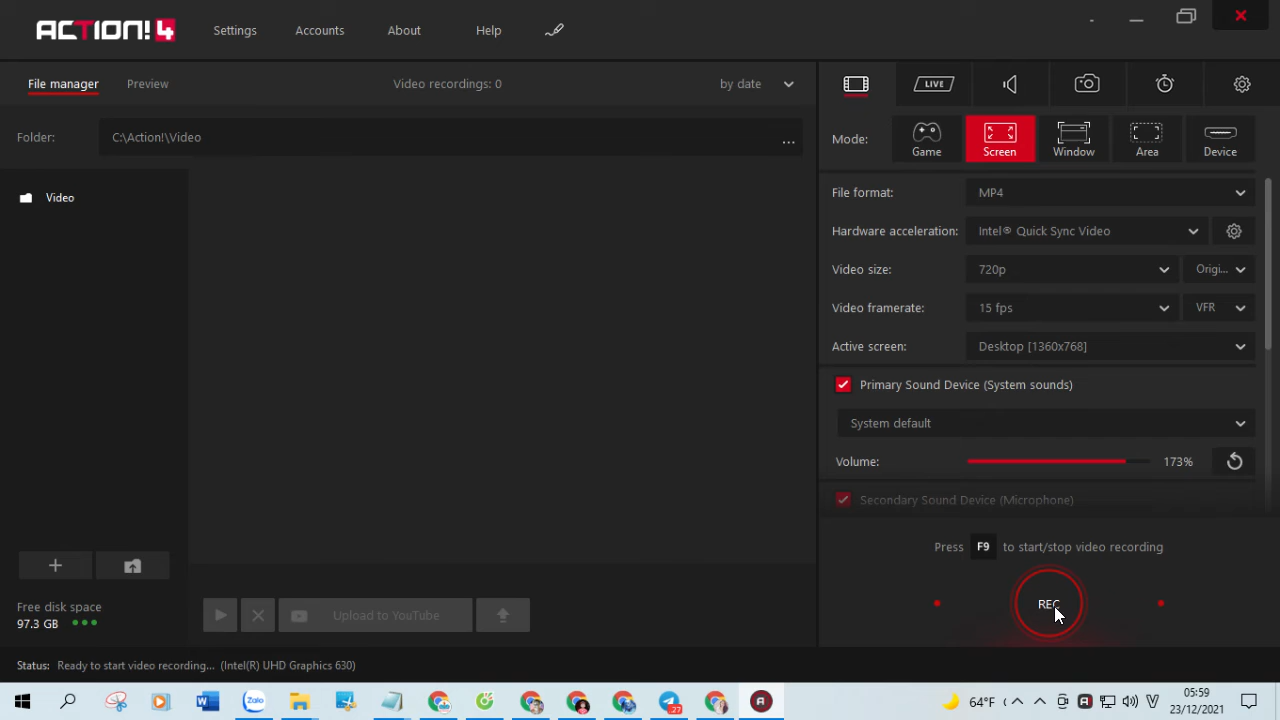 ACTION! 4
Settings
Accounts
About
Help
File manager
Preview
Video recordings: 0
by date
LIVE
Folder:
C:\Action!\Video
...
Mode:
Game
Screen
Window
Area
Device
Video
File format:
MP4
Hardware acceleration:
Intel® Quick Sync Video
Video size:
720p
Origi...
Video framerate:
15 fps
VFR
Active screen:
Desktop [1360x768]
Primary Sound Device (System sounds)
System default
Volume:
173%
Secondary Sound Device (Microphone)
Press F9 to start/stop video recording
REC
Free disk space
97.3 GB
Upload to YouTube
Status: Ready to start video recording... (Intel(R) UHD Graphics 630)
Zalo
27
64°F
05:59
23/12/2021